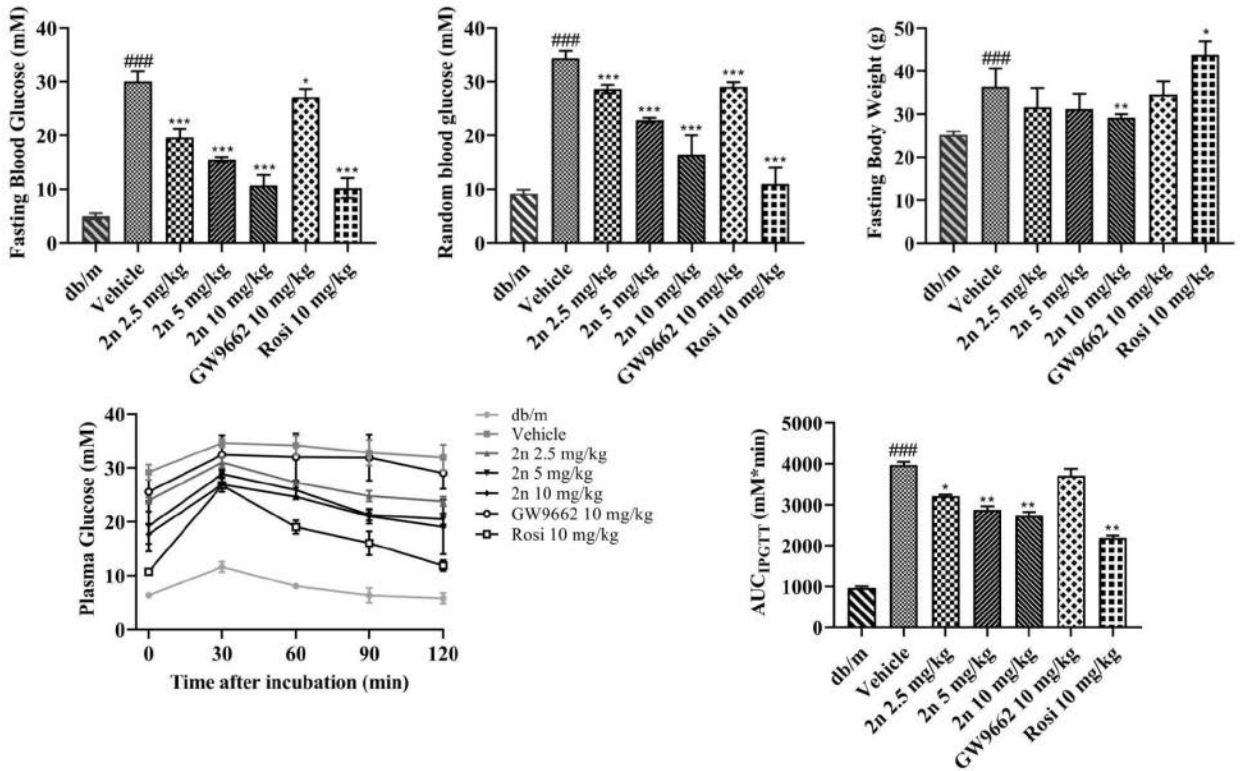 Fasting Blood Glucose (mM)
40
30
20
10
0
###
***
***
***
*
***
db/m
Vehicle
2n 2.5 mg/kg
2n 5 mg/kg
2n 10 mg/kg
GW9662 10 mg/kg
Rosi 10 mg/kg
Random blood glucose (mM)
40
30
20
10
0
###
***
***
***
***
***
db/m
Vehicle
2n 2.5 mg/kg
2n 5 mg/kg
2n 10 mg/kg
GW9662 10 mg/kg
Rosi 10 mg/kg
Fasting Body Weight (g)
50
40
30
20
10
0
###
**
*
db/m
Vehicle
2n 2.5 mg/kg
2n 5 mg/kg
2n 10 mg/kg
GW9662 10 mg/kg
Rosi 10 mg/kg
Plasma Glucose (mM)
40
30
20
10
0
0
30
60
90
120
Time after incubation (min)
db/m
Vehicle
2n 2.5 mg/kg
2n 5 mg/kg
2n 10 mg/kg
GW9662 10 mg/kg
Rosi 10 mg/kg
AUCIPGTT (mM*min)
5000
4000
3000
2000
1000
0
###
*
**
**
**
db/m
Vehicle
2n 2.5 mg/kg
2n 5 mg/kg
2n 10 mg/kg
GW9662 10 mg/kg
Rosi 10 mg/kg